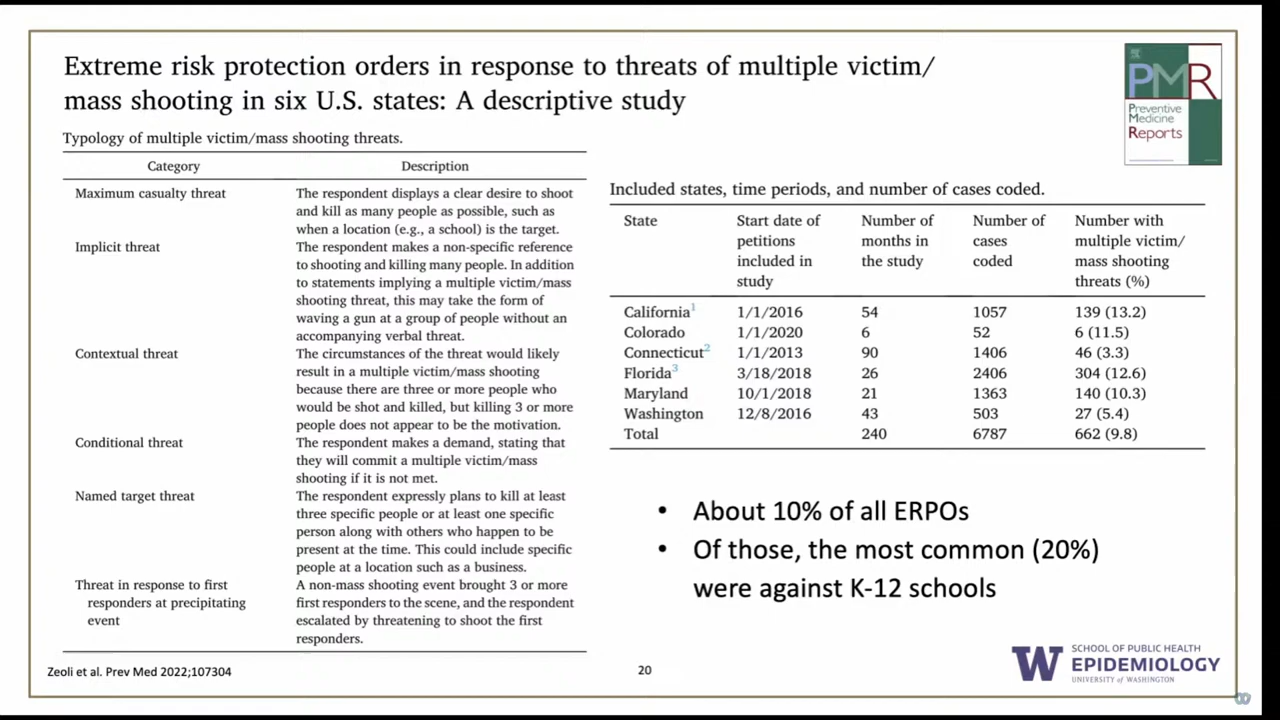 Extreme risk protection orders in response to threats of multiple victim/
mass shooting in six U.S. states: A descriptive study
PMR
Preventive
Medicine
Reports
Typology of multiple victim/mass shooting threats.
Category Description
Maximum casualty threat The respondent displays a clear desire to shoot
and kill as many people as possible, such as
when a location (e.g., a school) is the target.
Implicit threat The respondent makes a non-specific reference
to shooting and killing many people. In addition
to statements implying a multiple victim/mass
shooting threat, this may take the form of
waving a gun at a group of people without an
accompanying verbal threat.
Contextual threat The circumstances of the threat would likely
result in a multiple victim/mass shooting
because there are three or more people who
would be shot and killed, but killing 3 or more
people does not appear to be the motivation.
Conditional threat The respondent makes a demand, stating that
they will commit a multiple victim/mass
shooting if it is not met.
Named target threat The respondent expressly plans to kill at least
three specific people or at least one specific
person along with others who happen to be
present at the time. This could include specific
people at a location such as a business.
Threat in response to first A non-mass shooting event brought 3 or more
responders at precipitating first responders to the scene, and the respondent
event escalated by threatening to shoot the first
responders.
Included states, time periods, and number of cases coded.
State Start date of Number of Number of Number with
petitions months in cases multiple victim/
included in the study coded mass shooting
study threats (%)
California1 1/1/2016 54 1057 139 (13.2)
Colorado 1/1/2020 6 52 6 (11.5)
Connecticut2 1/1/2013 90 1406 46 (3.3)
Florida3 3/18/2018 26 2406 304 (12.6)
Maryland 10/1/2018 21 1363 140 (10.3)
Washington 12/8/2016 43 503 27 (5.4)
Total 240 6787 662 (9.8)
• About 10% of all ERPOs
• Of those, the most common (20%)
were against K-12 schools
Zeoli et al. Prev Med 2022;107304
20
W SCHOOL OF PUBLIC HEALTH
EPIDEMIOLOGY
UNIVERSITY of WASHINGTON